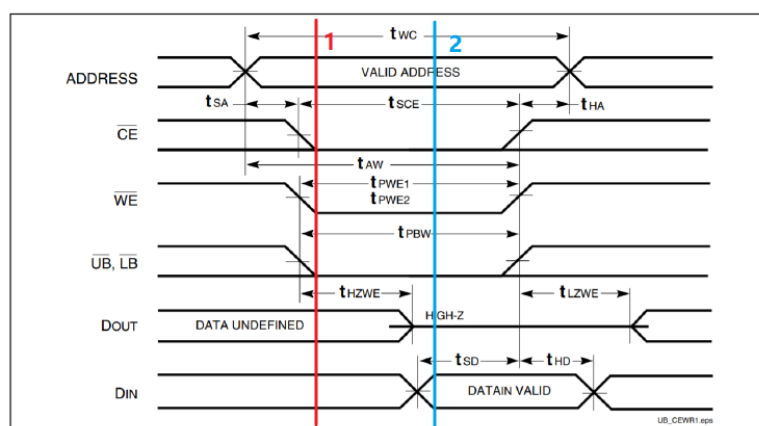 1
2
tWC
ADDRESS
VALID ADDRESS
tSA
tSCE
tHA
CE
tAW
WE
tPWE1
tPWE2
tPBW
UB, LB
tHZWE
tLZWE
DOUT
DATA UNDEFINED
HIGH-Z
tSD
tHD
DIN
DATAIN VALID
UB_CEWR1.eps